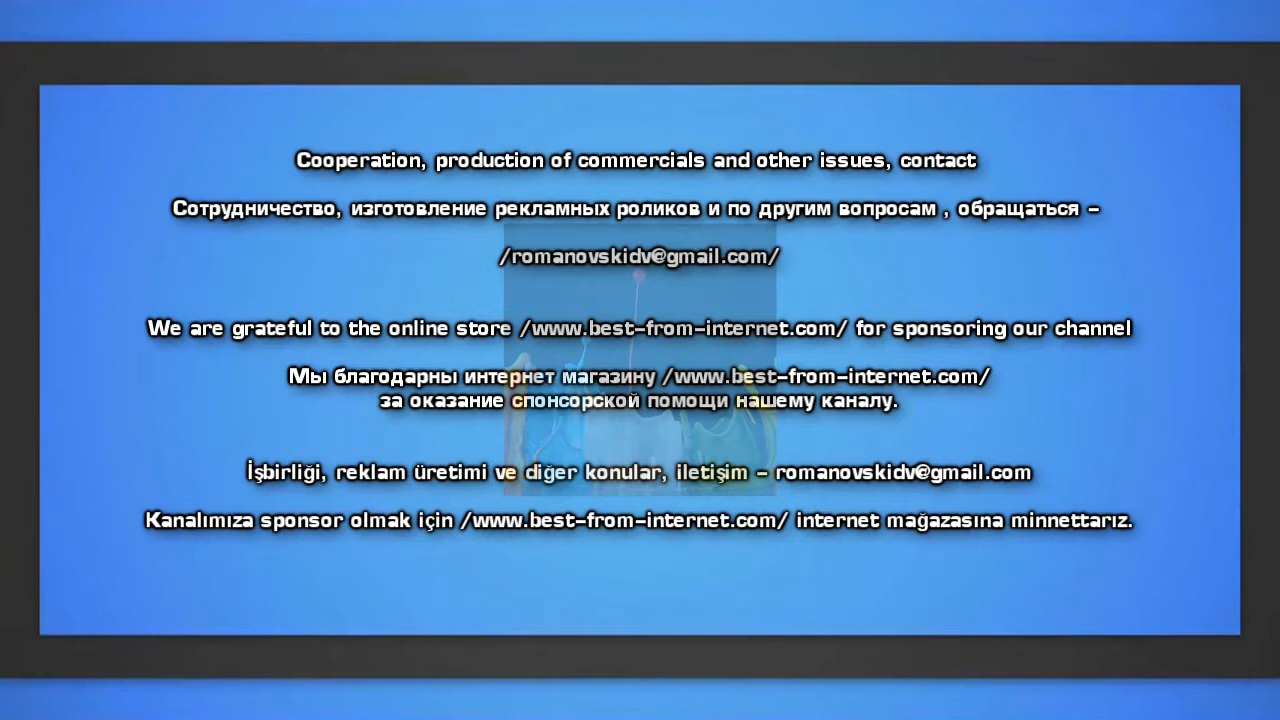 Cooperation, production of commercials and other issues, contact
Сотрудничество, изготовление рекламных роликов и по другим вопросам , обращаться -
/romanovskidv@gmail.com/
We are grateful to the online store /www.best-from-internet.com/ for sponsoring our channel
Мы благодарны интернет магазину /www.best-from-internet.com/
за оказание спонсорской помощи нашему каналу.
İşbirliği, reklam üretimi ve diğer konular, iletişim - romanovskidv@gmail.com
Kanalımıza sponsor olmak için /www.best-from-internet.com/ internet mağazasına minnettarız.